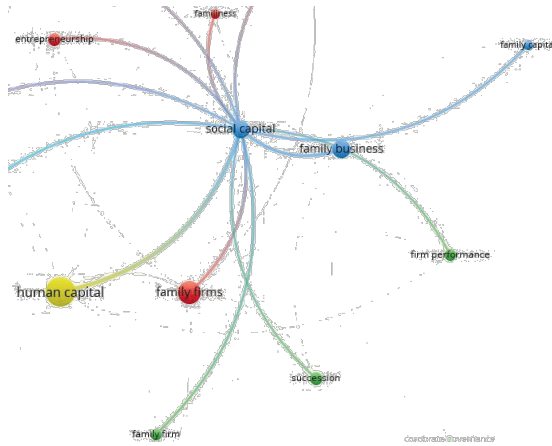 familiness
entrepreneurship
family capital
social capital
family business
firm performance
human capital
family firms
succession
family firm
corporate governance